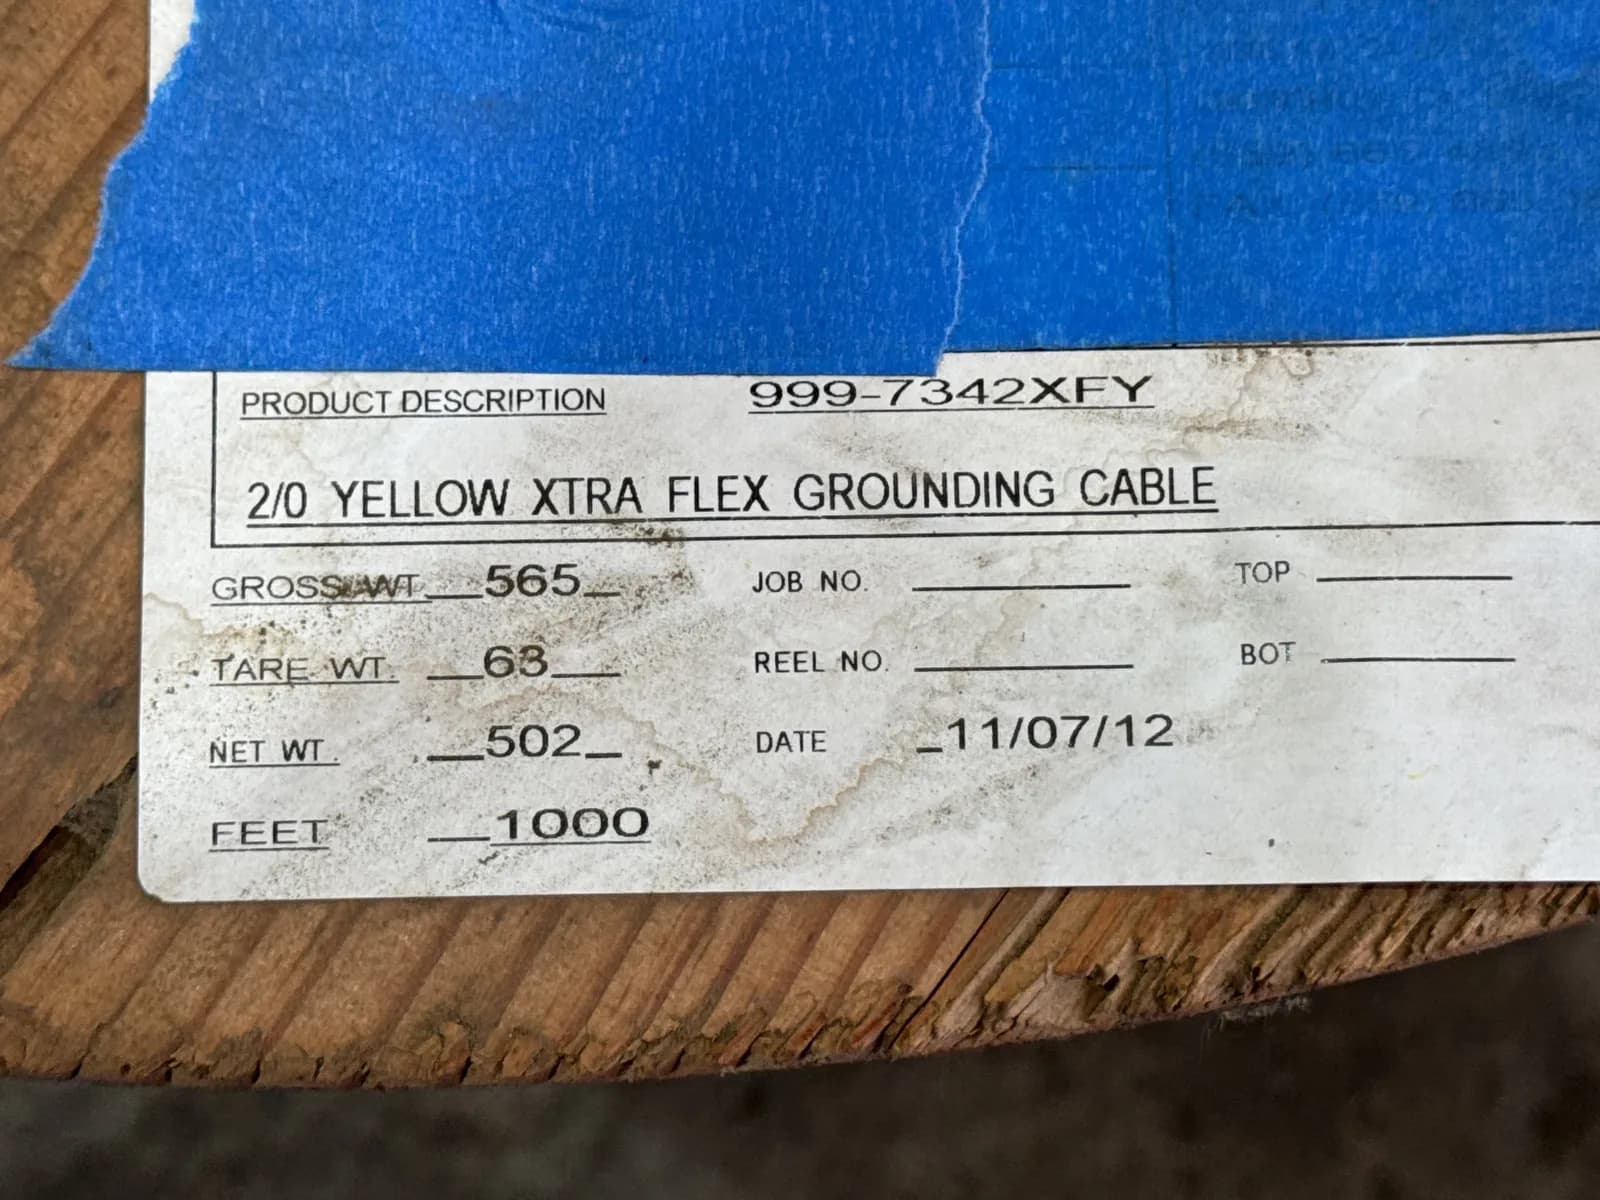 PRODUCT DESCRIPTION 999-7342XFY
2/0 YELLOW XTRA FLEX GROUNDING CABLE
GROSS WT. 565 JOB NO. TOP
TARE WT. 63 REEL NO. BOT
NET WT. 502 DATE 11/07/12
FEET 1000